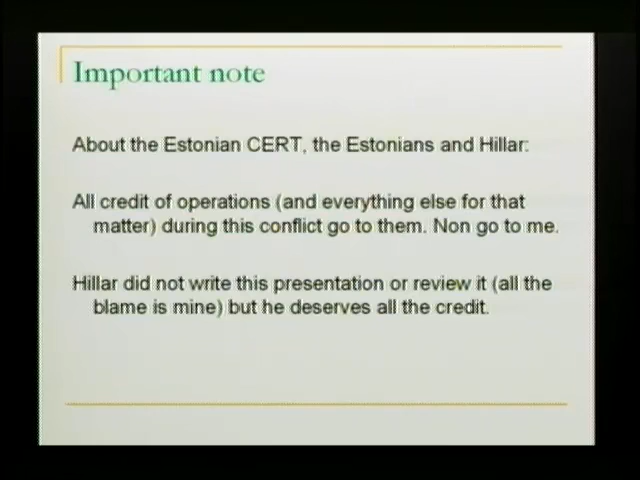 Important note
About the Estonian CERT, the Estonians and Hillar:
All credit of operations (and everything else for that
matter) during this conflict go to them. Non go to me.
Hillar did not write this presentation or review it (all the
blame is mine) but he deserves all the credit.